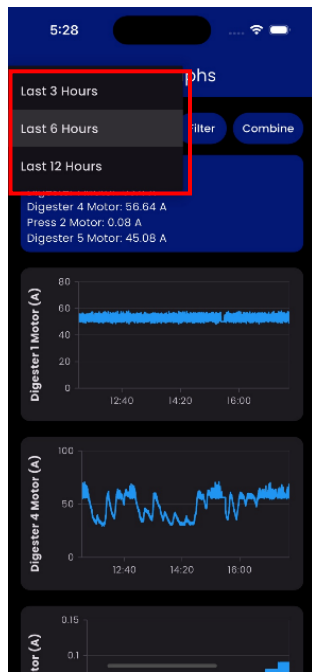 5:28
phs
Last 3 Hours
Last 6 Hours
Filter
Combine
Last 12 Hours
Digester 4 Motor: 56.64 A
Press 2 Motor: 0.08 A
Digester 5 Motor: 45.08 A
Digester 1 Motor (A)
80
60
40
20
0
12:40
14:20
16:00
Digester 4 Motor (A)
100
50
0
12:40
14:20
16:00
tor (A)
0.15
0.1